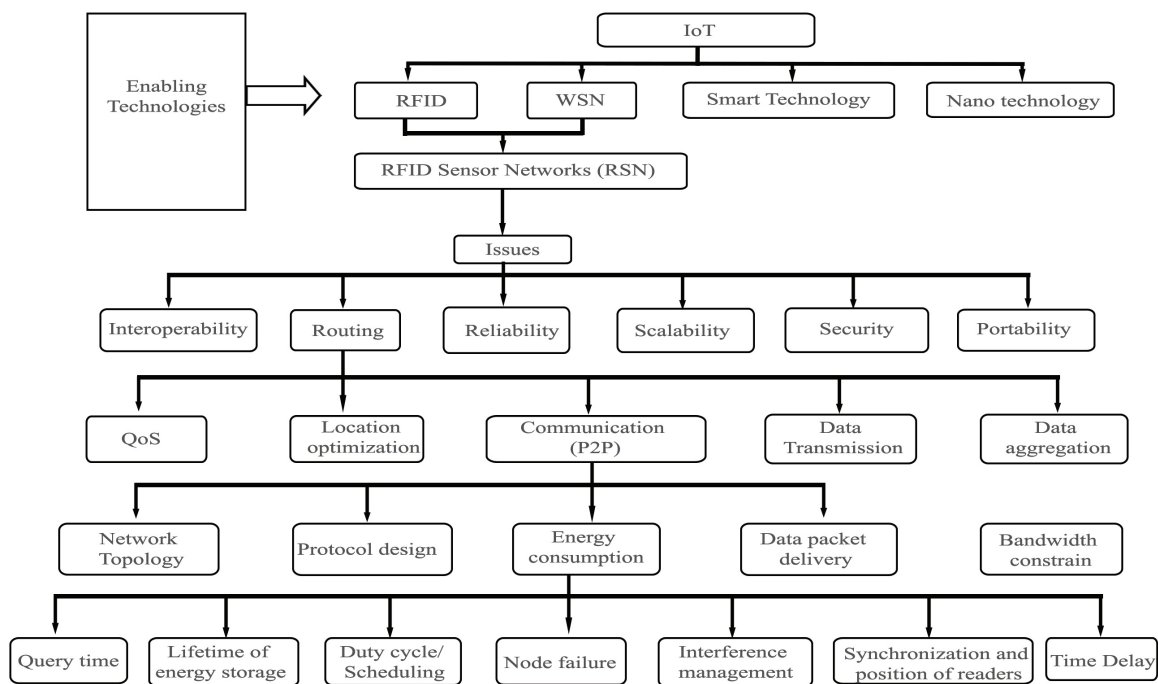 IoT
Enabling
Technologies
RFID
WSN
Smart Technology
Nano technology
RFID Sensor Networks (RSN)
Issues
Interoperability
Routing
Reliability
Scalability
Security
Portability
QoS
Location
optimization
Communication
(P2P)
Data
Transmission
Data
aggregation
Network
Topology
Protocol design
Energy
consumption
Data packet
delivery
Bandwidth
constrain
Query time
Lifetime of
energy storage
Duty cycle/
Scheduling
Node failure
Interference
management
Synchronization and
position of readers
Time Delay